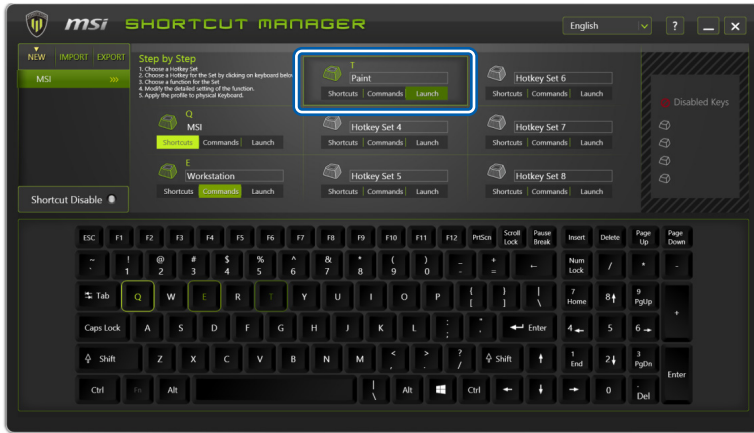 msi SHORTCUT MANAGER
English
?
NEW IMPORT EXPORT
MSI >>>
Shortcut Disable
Step by Step
1. Choose a Hotkey Set
2. Choose a Hotkey for the Set by clicking on keyboard below
3. Choose a function for the Set
4. Modify the detailed setting of the function.
5. Apply the profile to physical Keyboard.
Q
MSI
Shortcuts Commands Launch
E
Workstation
Shortcuts Commands Launch
T
Paint
Shortcuts Commands Launch
Hotkey Set 4
Shortcuts Commands Launch
Hotkey Set 5
Shortcuts Commands Launch
Hotkey Set 6
Shortcuts Commands Launch
Hotkey Set 7
Shortcuts Commands Launch
Hotkey Set 8
Shortcuts Commands Launch
Disabled Keys
ESC F1 F2 F3 F4 F5 F6 F7 F8 F9 F10 F11 F12 PrtScn Scroll Lock Pause Break Insert Delete Page Up Page Down
~ ` ! 1 @ 2 # 3 $ 4 % 5 ^ 6 & 7 * 8 ( 9 ) 0 _ - + = ← Num Lock / * -
Tab Q W E R T Y U I O P { [ } ] | \ 7 Home 8 9 PgUp +
Caps Lock A S D F G H J K L : ; " ' Enter 4 5 6
Shift Z X C V B N M < , > . ? / Shift 1 End 2 3 PgDn Enter
Ctrl Fn Alt | \ Alt Ctrl 0 . Del